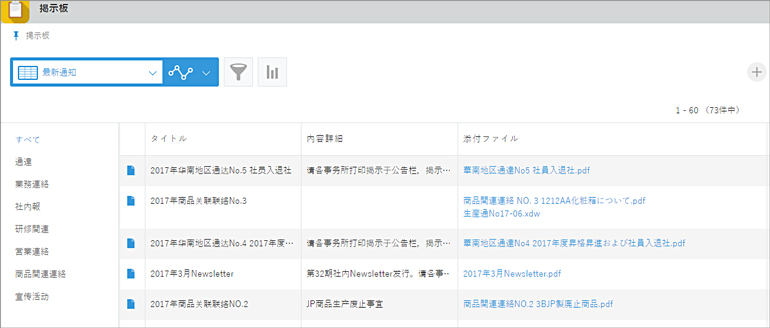 掲示板
掲示板
最新通知
1 - 60 (73件中)
すべて
通達
業務連絡
社内報
研修関連
営業連絡
商品関連連絡
宣伝活動
タイトル 内容詳細 添付ファイル
2017年华南地区通达No.5 社員入退社 请各事务所打印掲示于公告栏，掲示… 華南地区通達No5 社員入退社.pdf
2017年商品关联联络No.3 商品関連連絡 NO. 3 1212AA化粧箱について.pdf
生産通No17-06.xdw
2017年华南地区通达No.4 2017年度… 请各事务所打印掲示于公告栏，掲示… 華南地区通達No4 2017年度昇格昇進および社員入退社.pdf
2017年3月Newsletter 第32期社内Newsletter发行。请各事… 2017年3月Newsletter.pdf
2017年商品关联联络NO.2 JP商品生产废止事宜 商品関連連絡NO.2 3BJP製廃止商品.pdf